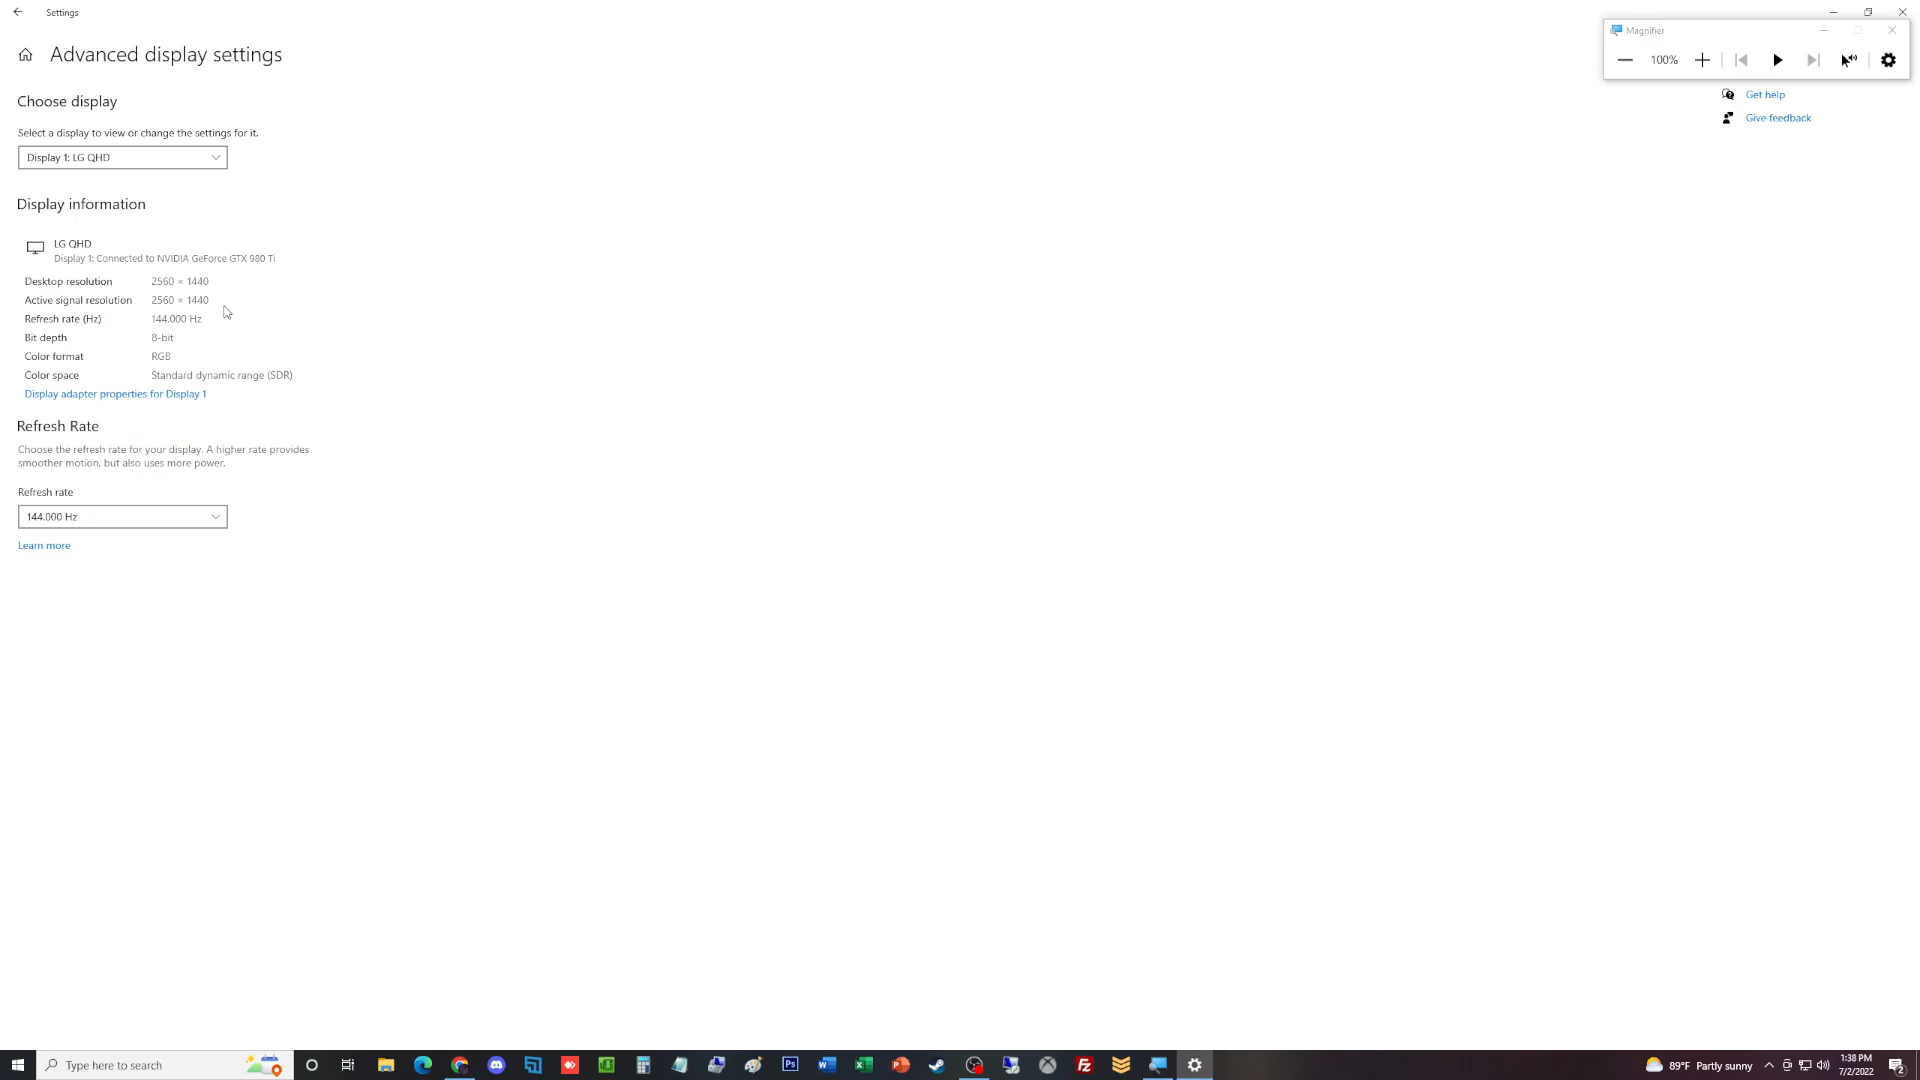 Settings
Magnifier
100%
Advanced display settings
Get help
Give feedback
Choose display
Select a display to view or change the settings for it.
Display 1: LG QHD
Display information
LG QHD
Display 1: Connected to NVIDIA GeForce GTX 980 Ti
Desktop resolution 2560 × 1440
Active signal resolution 2560 × 1440
Refresh rate (Hz) 144.000 Hz
Bit depth 8-bit
Color format RGB
Color space Standard dynamic range (SDR)
Display adapter properties for Display 1
Refresh Rate
Choose the refresh rate for your display. A higher rate provides
smoother motion, but also uses more power.
Refresh rate
144.000 Hz
Learn more
Type here to search
Ps
Fz
89°F Partly sunny
1:38 PM
7/2/2022
2